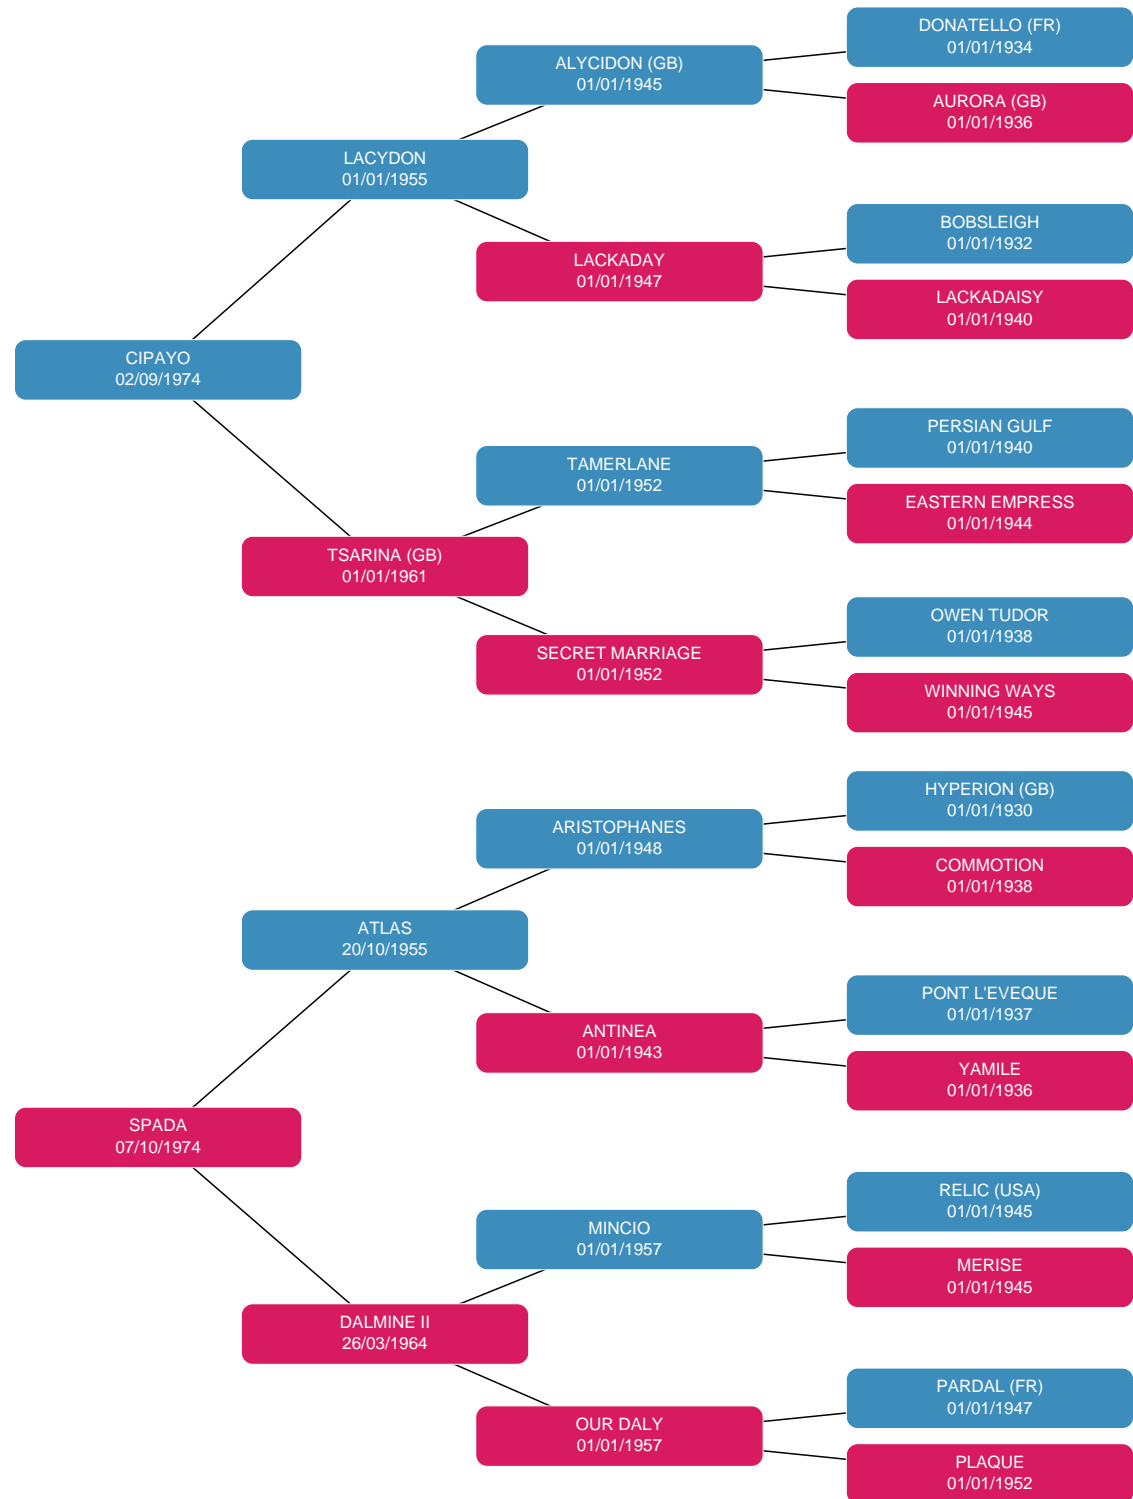 DONATELLO (FR)
01/01/1934
ALYCIDON (GB)
01/01/1945
AURORA (GB)
01/01/1936
LACYDON
01/01/1955
BOBSLEIGH
01/01/1932
LACKADAY
01/01/1947
LACKADAISY
01/01/1940
CIPAYO
02/09/1974
PERSIAN GULF
01/01/1940
TAMERLANE
01/01/1952
EASTERN EMPRESS
01/01/1944
TSARINA (GB)
01/01/1961
OWEN TUDOR
01/01/1938
SECRET MARRIAGE
01/01/1952
WINNING WAYS
01/01/1945
HYPERION (GB)
01/01/1930
ARISTOPHANES
01/01/1948
COMMOTION
01/01/1938
ATLAS
20/10/1955
PONT L'EVEQUE
01/01/1937
ANTINEA
01/01/1943
YAMILE
01/01/1936
SPADA
07/10/1974
RELIC (USA)
01/01/1945
MINCIO
01/01/1957
MERISE
01/01/1945
DALMINE II
26/03/1964
PARDAL (FR)
01/01/1947
OUR DALY
01/01/1957
PLAQUE
01/01/1952